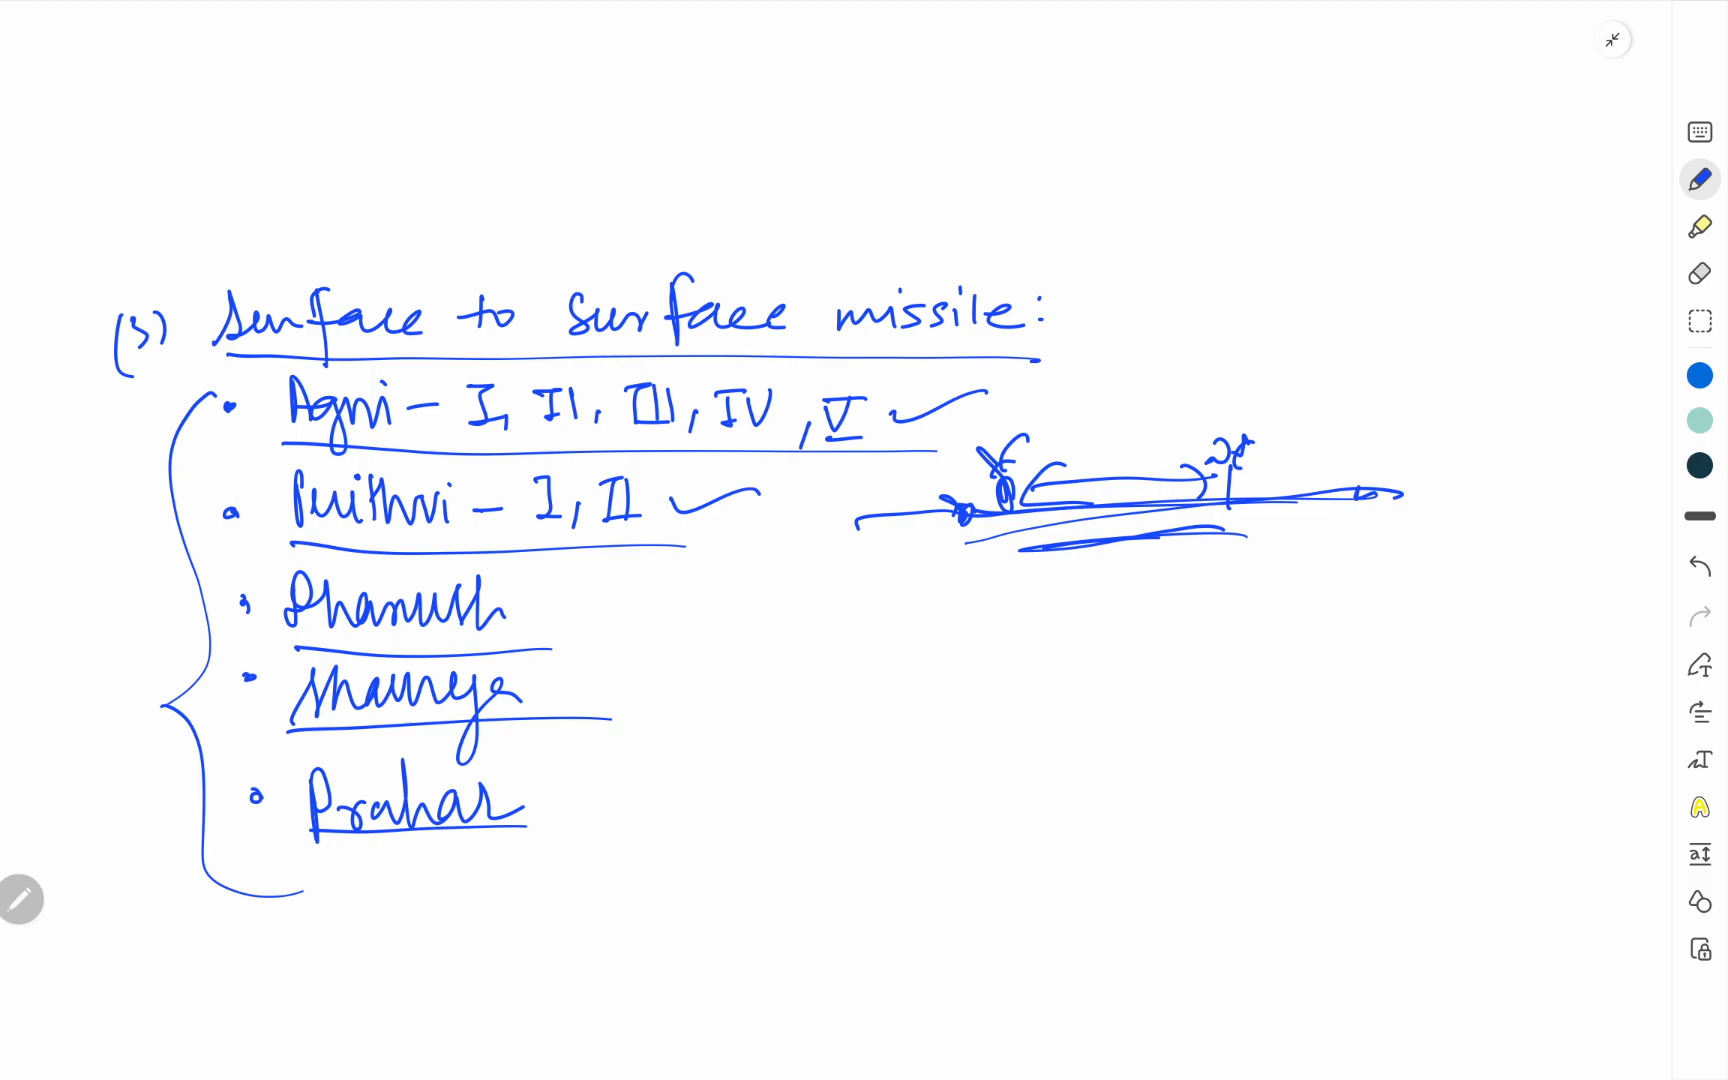 (3) Surface to surface missile:
• Agni – I, II, III, IV, V
• Prithvi – I, II
• Dhanush
• Shaurya
• Prahar